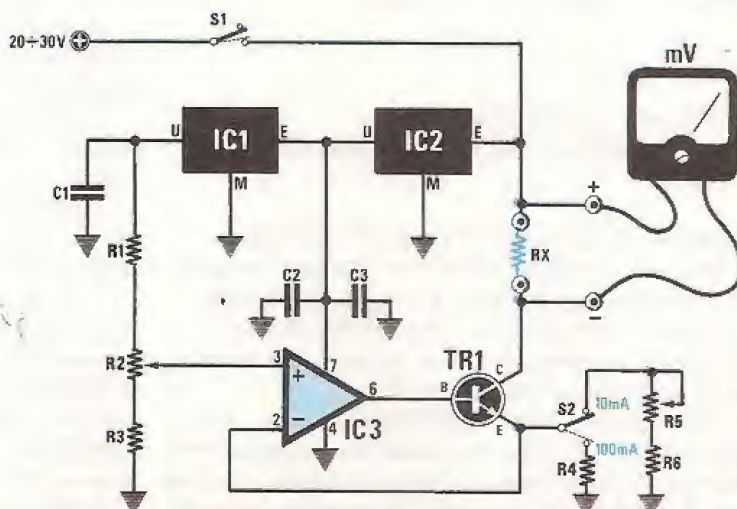 S1
20÷30V
mV
U IC1 E U IC2 E
M M
C1
+
R1
RX
C2 C3
−
R2
3 + 7
TR1
C
6 B
S2 10mA
R5
2 − 4
IC3
E
100mA
R3
R4 R6